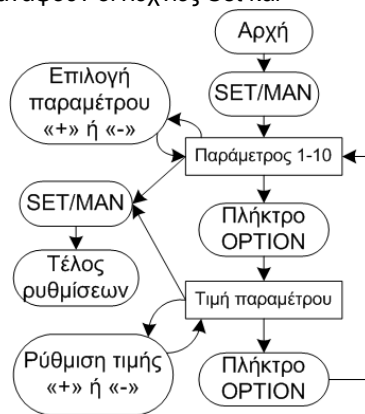 Αρχή
SET/MAN
Επιλογή
παραμέτρου
«+» ή «-»
Παράμετρος 1-10
Πλήκτρο
OPTION
SET/MAN
Τέλος
ρυθμίσεων
Τιμή παραμέτρου
Ρύθμιση τιμής
«+» ή «-»
Πλήκτρο
OPTION